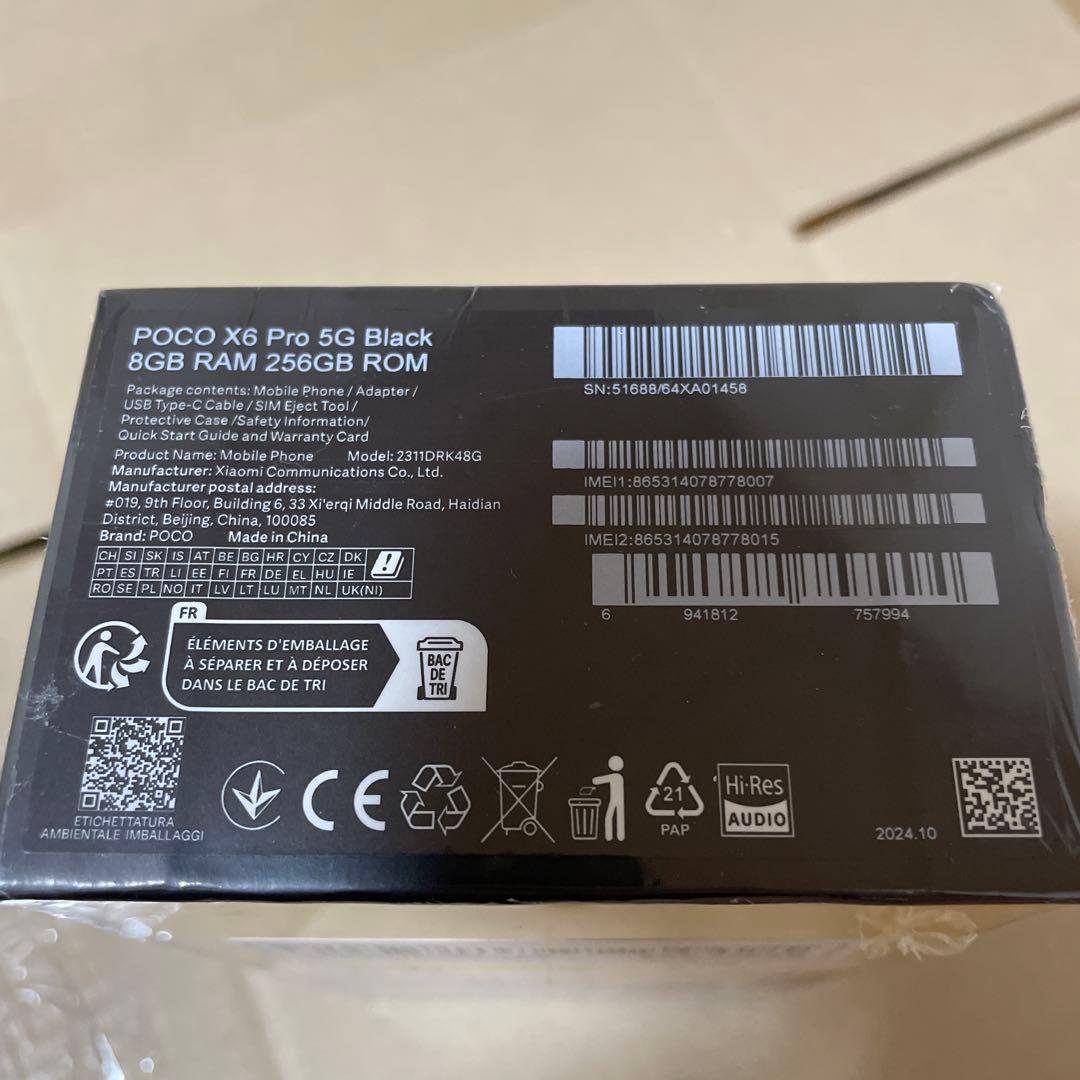 POCO X6 Pro 5G Black
8GB RAM 256GB ROM
Package contents: Mobile Phone / Adapter /
USB Type-C Cable / SIM Eject Tool /
Protective Case /Safety Information/
Quick Start Guide and Warranty Card
Product Name: Mobile Phone Model: 2311DRK48G
Manufacturer: Xiaomi Communications Co., Ltd.
Manufacturer postal address:
#019, 9th Floor, Building 6, 33 Xi'erqi Middle Road, Haidian
District, Beijing, China, 100085
Brand: POCO Made in China
CH SI SK IS AT BE BG HR CY CZ DK
PT ES TR LI EE FI FR DE EL HU IE
RO SE PL NO IT LV LT LU MT NL UK(NI)
SN:51688/64XA01458
IMEI1:865314078778007
IMEI2:865314078778015
6 941812 757994
FR
ÉLÉMENTS D'EMBALLAGE
À SÉPARER ET À DÉPOSER
DANS LE BAC DE TRI
BAC
DE
TRI
ETICHETTATURA
AMBIENTALE IMBALLAGGI
CE
21
PAP
Hi-Res
AUDIO
2024.10